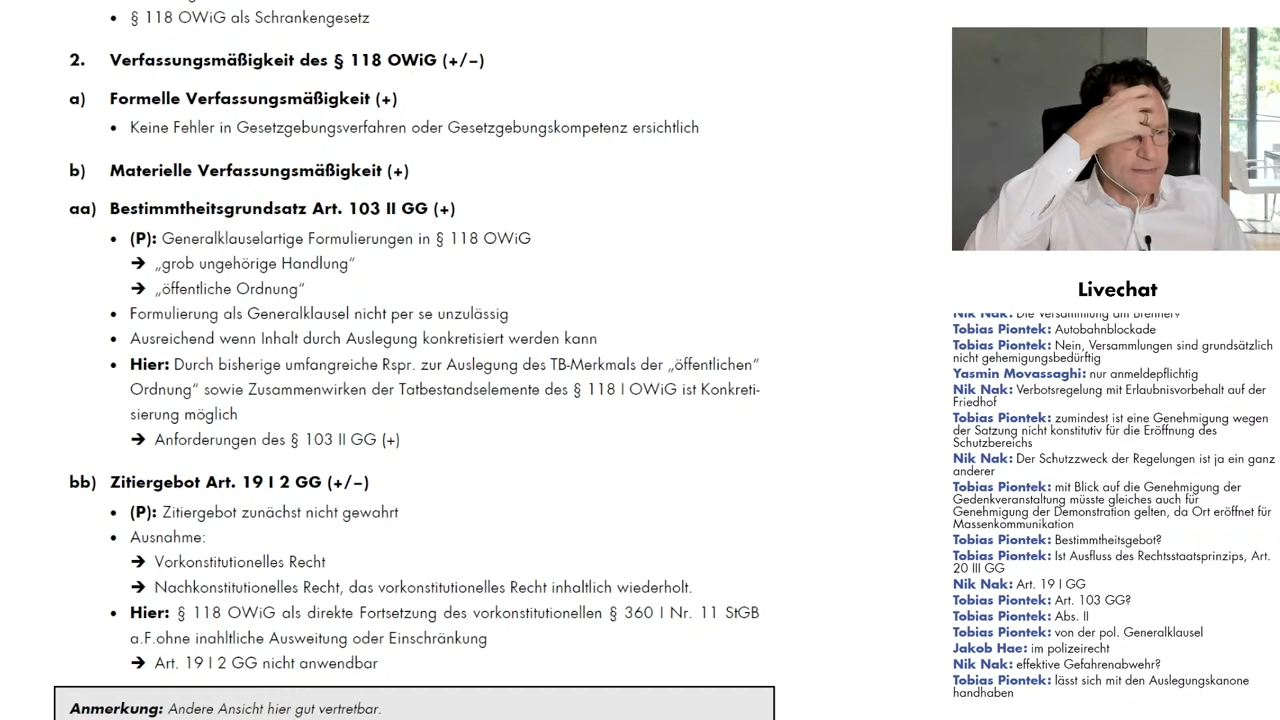 • § 118 OWiG als Schrankengesetz
2. Verfassungsmäßigkeit des § 118 OWiG (+/–)
a) Formelle Verfassungsmäßigkeit (+)
• Keine Fehler in Gesetzgebungsverfahren oder Gesetzgebungskompetenz ersichtlich
b) Materielle Verfassungsmäßigkeit (+)
aa) Bestimmtheitsgrundsatz Art. 103 II GG (+)
• (P): Generalklauselartige Formulierungen in § 118 OWiG
➔ „grob ungehörige Handlung“
➔ „öffentliche Ordnung“
• Formulierung als Generalklausel nicht per se unzulässig
• Ausreichend wenn Inhalt durch Auslegung konkretisiert werden kann
• Hier: Durch bisherige umfangreiche Rspr. zur Auslegung des TB-Merkmals der „öffentlichen“
Ordnung“ sowie Zusammenwirken der Tatbestandselemente des § 118 I OWiG ist Konkreti-
sierung möglich
➔ Anforderungen des § 103 II GG (+)
bb) Zitiergebot Art. 19 I 2 GG (+/–)
• (P): Zitiergebot zunächst nicht gewahrt
• Ausnahme:
➔ Vorkonstitutionelles Recht
➔ Nachkonstitutionelles Recht, das vorkonstitutionelles Recht inhaltlich wiederholt.
• Hier: § 118 OWiG als direkte Fortsetzung des vorkonstitutionellen § 360 I Nr. 11 StGB
a.F.ohne inahltliche Ausweitung oder Einschränkung
➔ Art. 19 I 2 GG nicht anwendbar
Anmerkung: Andere Ansicht hier gut vertretbar.
Livechat
Nik Nak: Die Versammlung am Brenner?
Tobias Piontek: Autobahnblockade
Tobias Piontek: Nein, Versammlungen sind grundsätzlich
nicht gehemigungsbedürftig
Yasmin Movassaghi: nur anmeldepflichtig
Nik Nak: Verbotsregelung mit Erlaubnisvorbehalt auf der
Friedhof
Tobias Piontek: zumindest ist eine Genehmigung wegen
der Satzung nicht konstitutiv für die Eröffnung des
Schutzbereichs
Nik Nak: Der Schutzzweck der Regelungen ist ja ein ganz
anderer
Tobias Piontek: mit Blick auf die Genehmigung der
Gedenkveranstaltung müsste gleiches auch für
Genehmigung der Demonstration gelten, da Ort eröffnet für
Massenkommunikation
Tobias Piontek: Bestimmtheitsgebot?
Tobias Piontek: Ist Ausfluss des Rechtsstaatsprinzips, Art.
20 III GG
Nik Nak: Art. 19 I GG
Tobias Piontek: Art. 103 GG?
Tobias Piontek: Abs. II
Tobias Piontek: von der pol. Generalklausel
Jakob Hae: im polizeirecht
Nik Nak: effektive Gefahrenabwehr?
Tobias Piontek: lässt sich mit den Auslegungskanone
handhaben